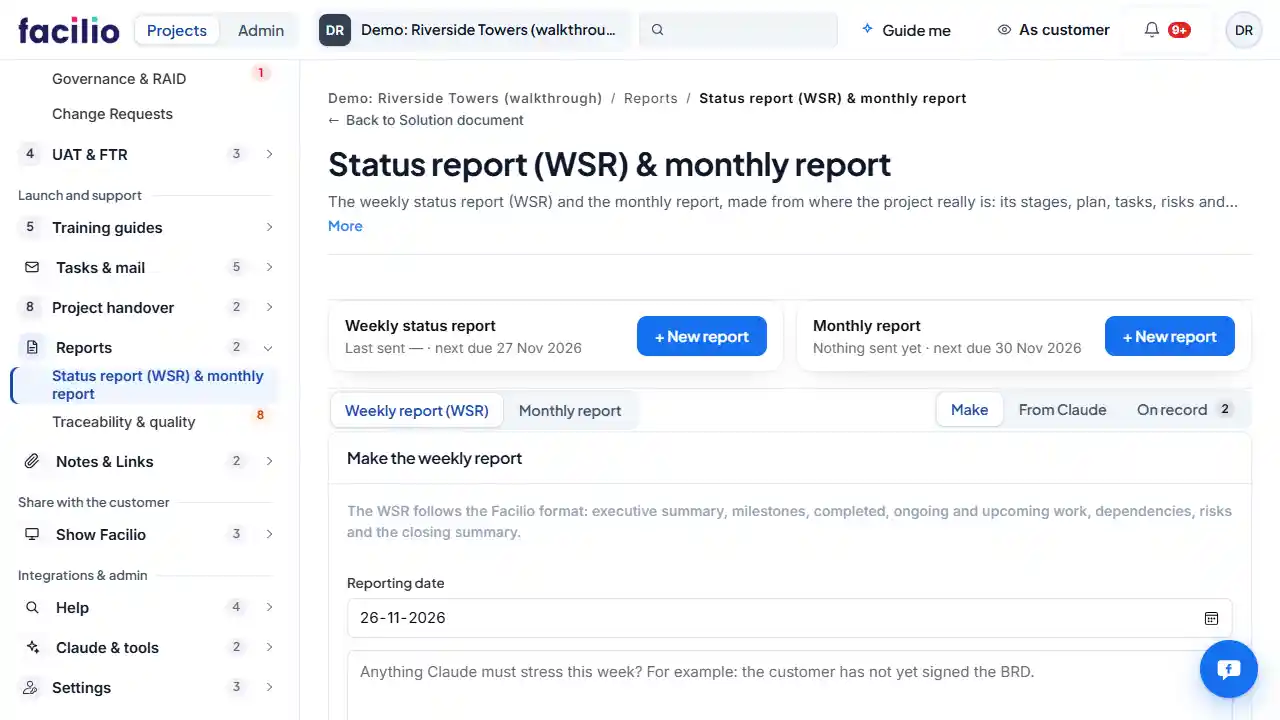 facilio
Projects
Admin
DR
Demo: Riverside Towers (walkthrou...
Guide me
As customer
9+
DR
Governance & RAID
1
Change Requests
4
UAT & FTR
3
Launch and support
5
Training guides
Tasks & mail
5
8
Project handover
2
Reports
2
Status report (WSR) & monthly
report
Traceability & quality
8
Notes & Links
2
Share with the customer
Show Facilio
3
Integrations & admin
Help
4
Claude & tools
2
Settings
3
Demo: Riverside Towers (walkthrough) / Reports / Status report (WSR) & monthly report
← Back to Solution document
Status report (WSR) & monthly report
The weekly status report (WSR) and the monthly report, made from where the project really is: its stages, plan, tasks, risks and...
More
Weekly status report
Last sent — · next due 27 Nov 2026
+ New report
Monthly report
Nothing sent yet · next due 30 Nov 2026
+ New report
Weekly report (WSR)
Monthly report
Make
From Claude
On record
2
Make the weekly report
The WSR follows the Facilio format: executive summary, milestones, completed, ongoing and upcoming work, dependencies, risks
and the closing summary.
Reporting date
26-11-2026
Anything Claude must stress this week? For example: the customer has not yet signed the BRD.